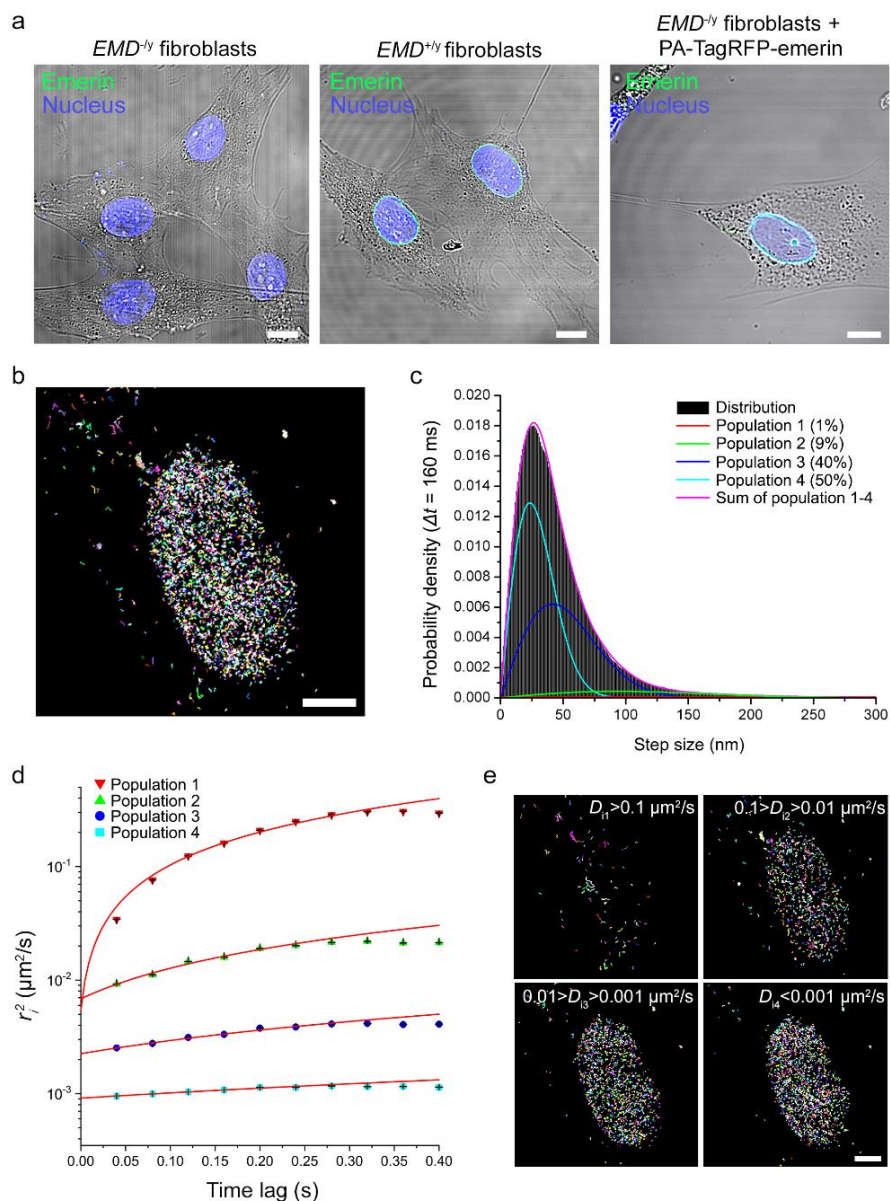 a
EMD-/y fibroblasts
EMD+/y fibroblasts
EMD-/y fibroblasts +
PA-TagRFP-emerin
Emerin
Nucleus
Emerin
Nucleus
Emerin
Nucleus
b
c
0.020
0.018
0.016
0.014
0.012
0.010
0.008
0.006
0.004
0.002
0.000
Probability density (Δt = 160 ms)
Distribution
Population 1 (1%)
Population 2 (9%)
Population 3 (40%)
Population 4 (50%)
Sum of population 1-4
0 50 100 150 200 250 300
Step size (nm)
d
Population 1
Population 2
Population 3
Population 4
10-1
10-2
10-3
ri2 (μm2/s)
0.00 0.05 0.10 0.15 0.20 0.25 0.30 0.35 0.40
Time lag (s)
e
Di1>0.1 μm2/s
0.1>Di2>0.01 μm2/s
0.01>Di3>0.001 μm2/s
Di4<0.001 μm2/s